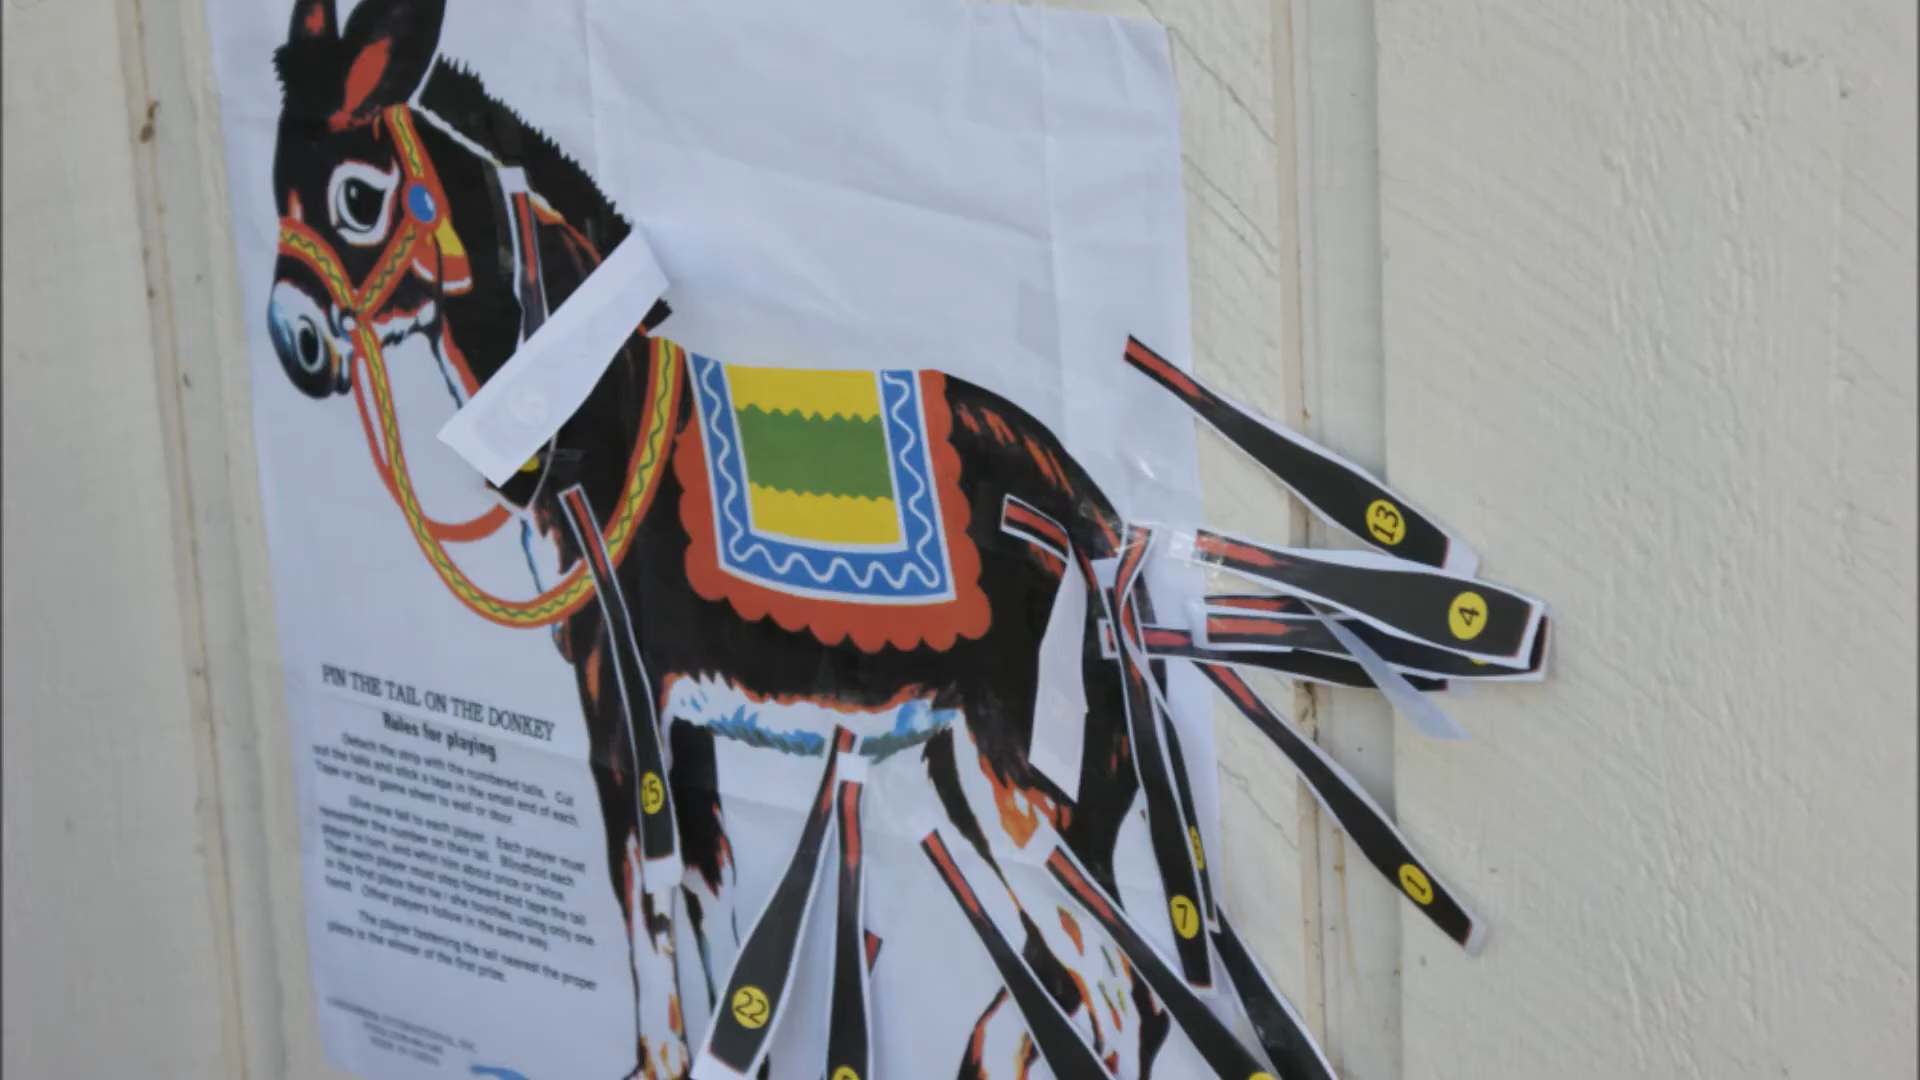 PIN THE TAIL ON THE DONKEY
Rules for playing
Detach the strip with the numbered tails. Cut
out the tails and stick a tape in the small end of each.
Tape or tack game sheet to wall or door.
Give one tail to each player. Each player must
remember the number on their tail. Blindfold each
player in turn, and whirl him about once or twice.
Then each player must step forward and tape the tail
in the first place that he / she touches, using only one
hand. Other players follow in the same way.
The player fastening the tail nearest the proper
place is the winner of the first prize.
13
4
15
1
7
22